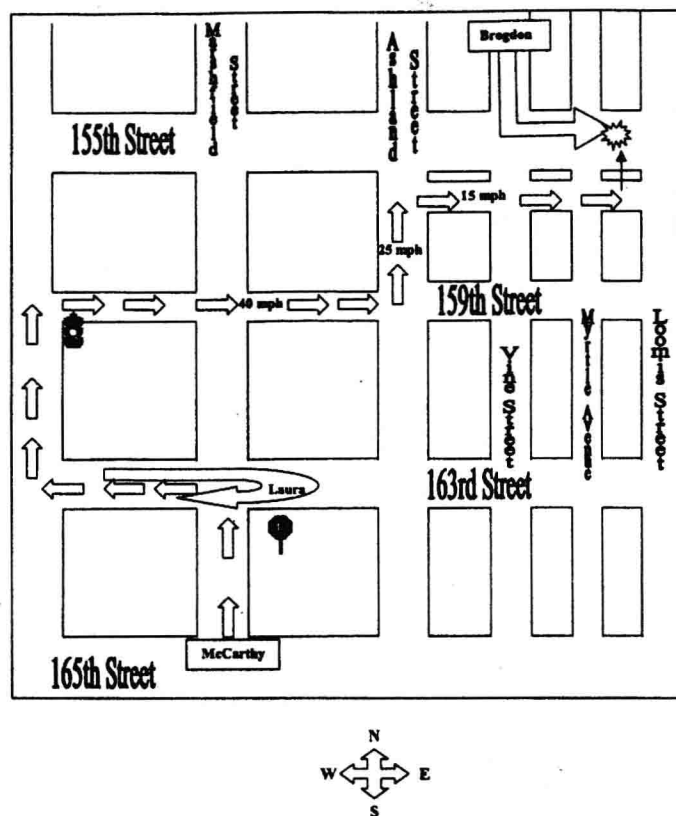 Marshfield Street
Ashland Street
Brogdon
155th Street
15 mph
25 mph
40 mph
159th Street
Vine Street
Myrtle Avenue
Loomis Street
Laura
163rd Street
McCarthy
165th Street
N
W E
S